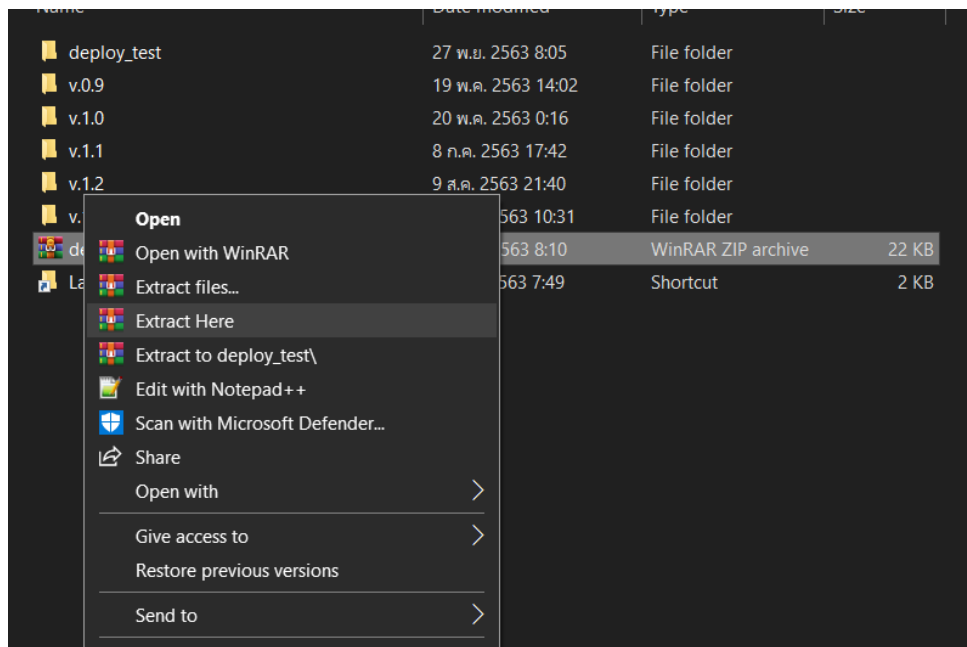 deploy_test 27 พ.ย. 2563 8:05 File folder
v.0.9 19 พ.ค. 2563 14:02 File folder
v.1.0 20 พ.ค. 2563 0:16 File folder
v.1.1 8 ก.ค. 2563 17:42 File folder
v.1.2 9 ส.ค. 2563 21:40 File folder
v. 563 10:31 File folder
de 563 8:10 WinRAR ZIP archive 22 KB
La 563 7:49 Shortcut 2 KB
Open
Open with WinRAR
Extract files...
Extract Here
Extract to deploy_test\
Edit with Notepad++
Scan with Microsoft Defender...
Share
Open with
Give access to
Restore previous versions
Send to